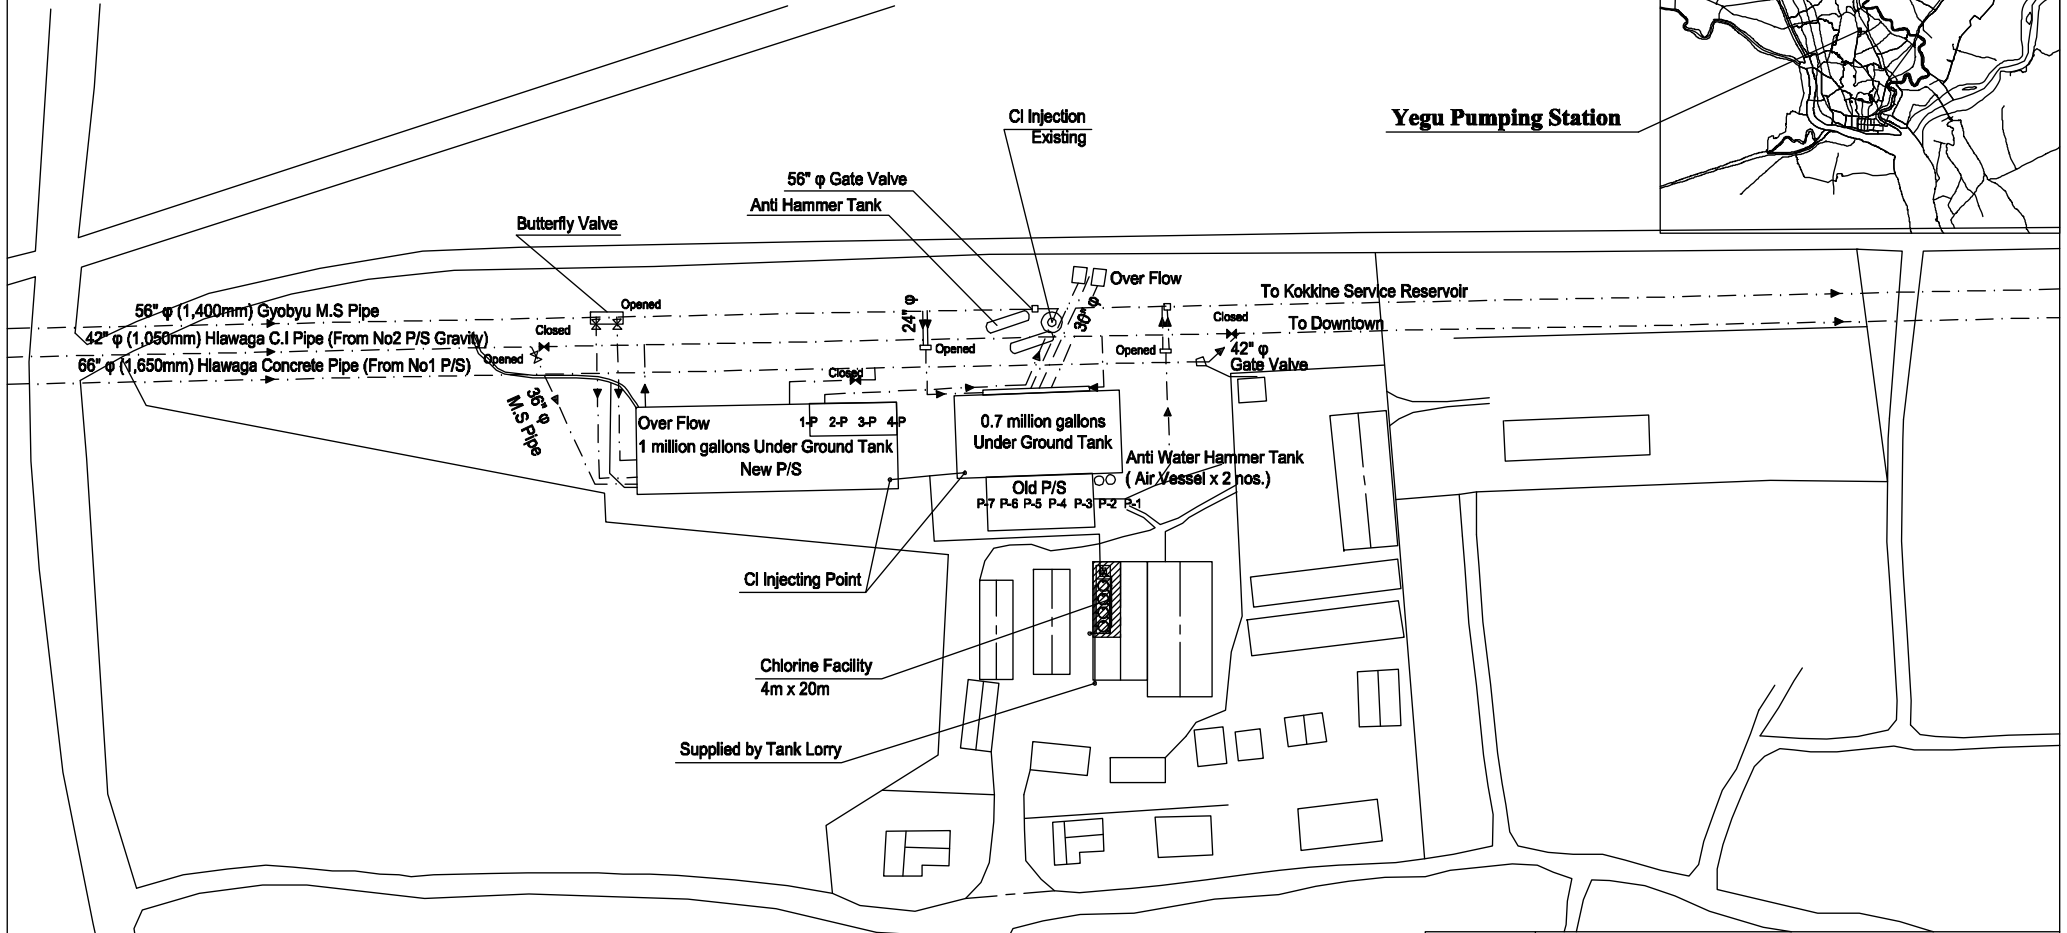 Cl Injection
Existing
Yegu Pumping Station
56" φ Gate Valve
Anti Hammer Tank
Butterfly Valve
Over Flow
To Kokkine Service Reservoir
Opened
56" φ (1,400mm) Gyobyu M.S Pipe
24" φ
30" φ
Closed
To Downtown
Closed
42" φ (1,050mm) Hlawaga C.I Pipe (From No2 P/S Gravity)
Opened
Opened
42" φ
Gate Valve
Opened
66" φ (1,650mm) Hlawaga Concrete Pipe (From No1 P/S)
Closed
36" φ
M.S Pipe
Over Flow
1-P 2-P 3-P 4-P
1 million gallons Under Ground Tank
New P/S
0.7 million gallons
Under Ground Tank
Anti Water Hammer Tank
( Air Vessel x 2 nos.)
Old P/S
P-7 P-6 P-5 P-4 P-3 P-2 P-1
Cl Injecting Point
Chlorine Facility
4m x 20m
Supplied by Tank Lorry